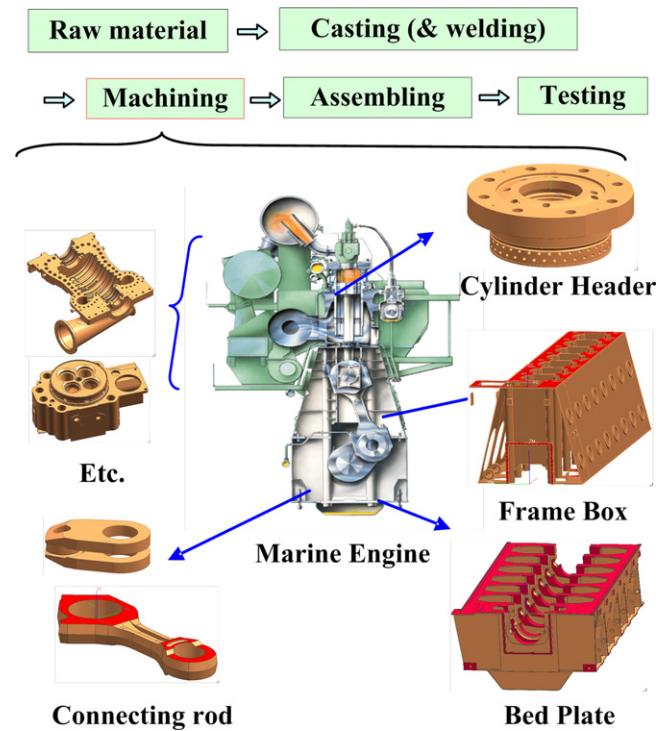 Raw material
Casting (& welding)
Machining
Assembling
Testing
Cylinder Header
Etc.
Frame Box
Marine Engine
Connecting rod
Bed Plate